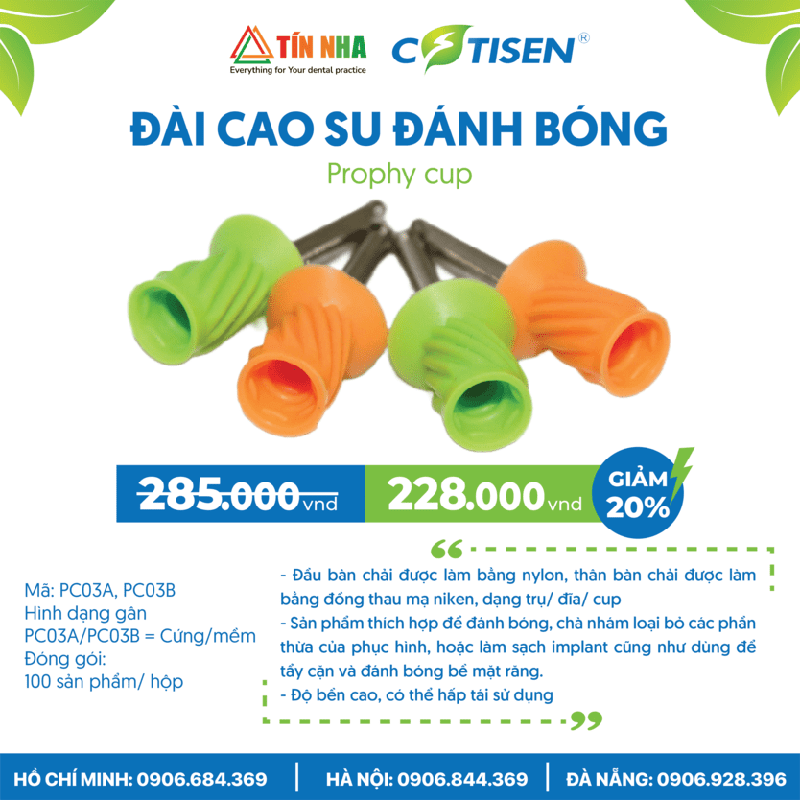 TÍN NHA
Everything for Your dental practice
COTISEN®
ĐÀI CAO SU ĐÁNH BÓNG
Prophy cup
285.000 vnd
228.000 vnd
GIẢM
20%
Mã: PC03A, PC03B
Hình dạng gân
PC03A/PC03B = Cứng/mềm
Đóng gói:
100 sản phẩm/ hộp
- Đầu bàn chải được làm bằng nylon, thân bàn chải được làm
bằng đồng thau mạ niken, dạng trụ/ đĩa/ cup
- Sản phẩm thích hợp để đánh bóng, chà nhám loại bỏ các phần
thừa của phục hình, hoặc làm sạch implant cũng như dùng để
tẩy cặn và đánh bóng bề mặt răng.
- Độ bền cao, có thể hấp tái sử dụng
HỒ CHÍ MINH: 0906.684.369 | HÀ NỘI: 0906.844.369 | ĐÀ NẴNG: 0906.928.396